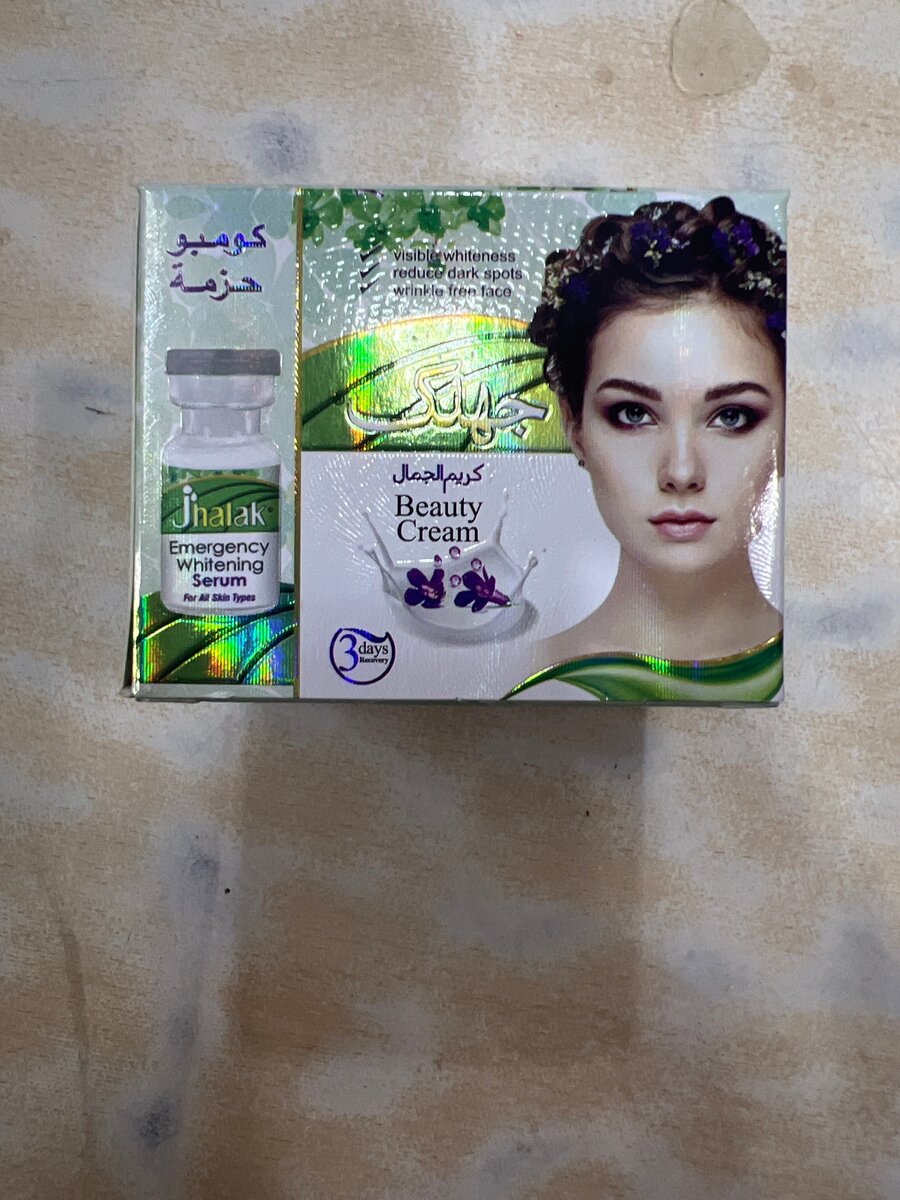 كومبو
حزمة
Jhalak
Emergency
Whitening
Serum
For All Skin Types
visible whiteness
reduce dark spots
wrinkle free face
جھلک
كريم الجمال
Beauty
Cream
3 days
Recovery